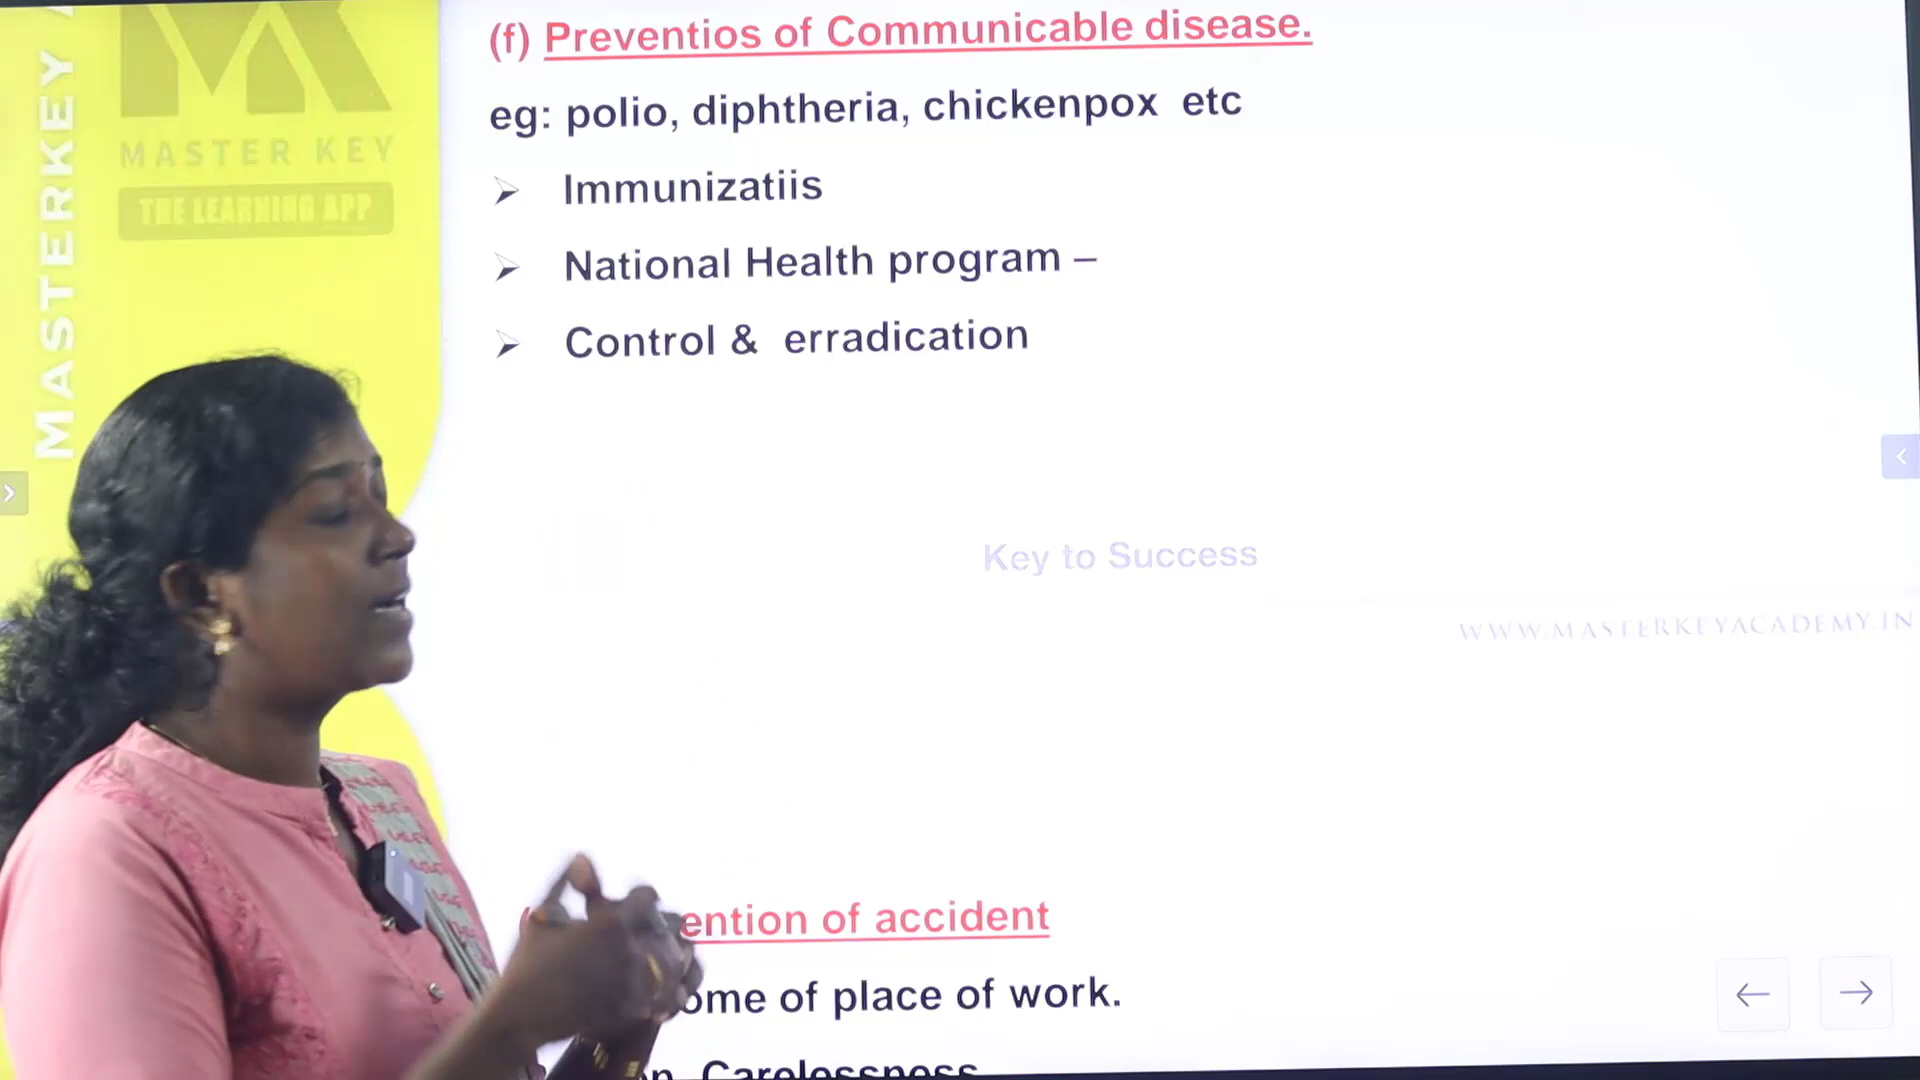 MASTERKEY
MASTER KEY
THE LEARNING APP
(f) Preventios of Communicable disease.
eg: polio, diphtheria, chickenpox etc
➢ Immunizatiis
➢ National Health program –
➢ Control & erradication
Key to Success
WWW.MASTERKEYACADEMY.IN
ention of accident
ome of place of work.
Carelessness